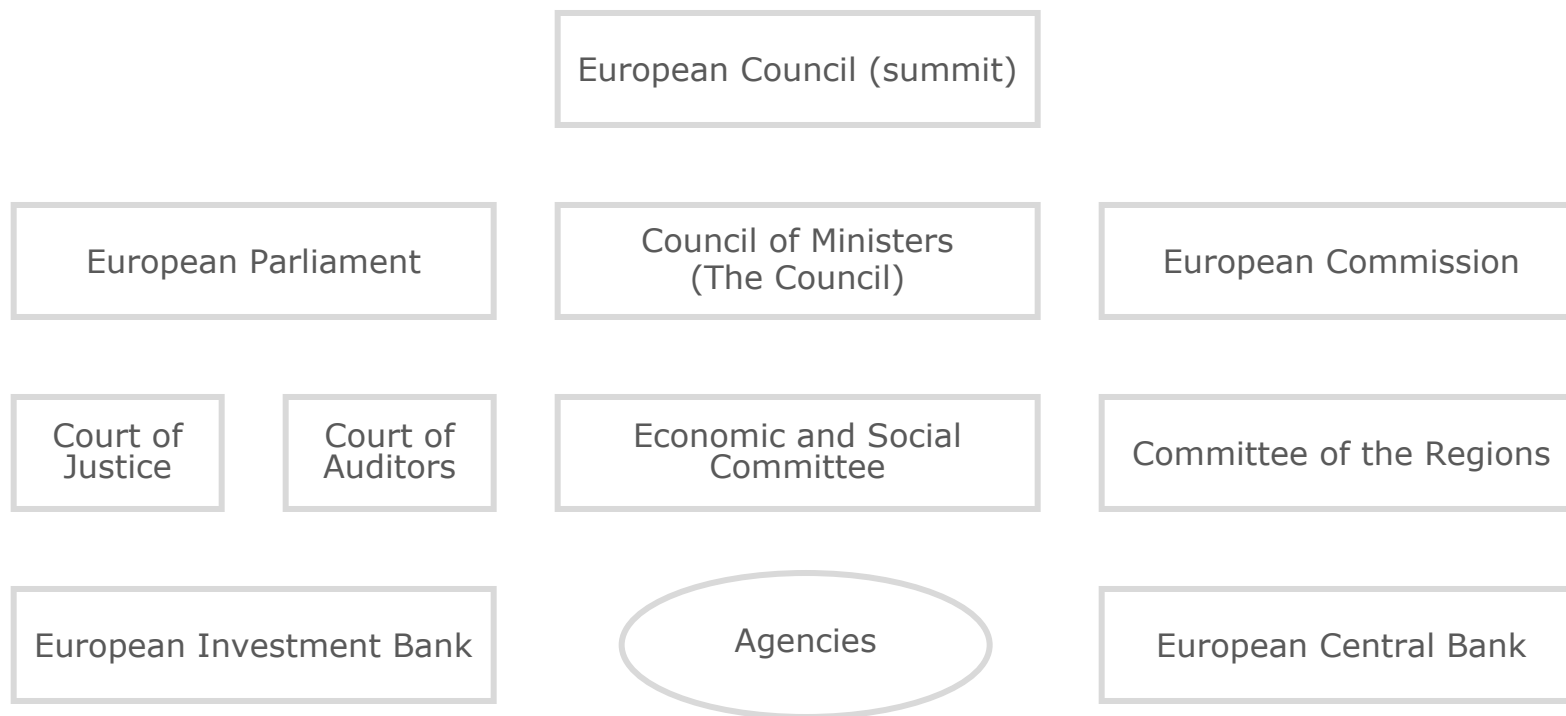 European Council (summit)
European Parliament
Council of Ministers
(The Council)
European Commission
Court of
Justice
Court of
Auditors
Economic and Social
Committee
Committee of the Regions
European Investment Bank
Agencies
European Central Bank